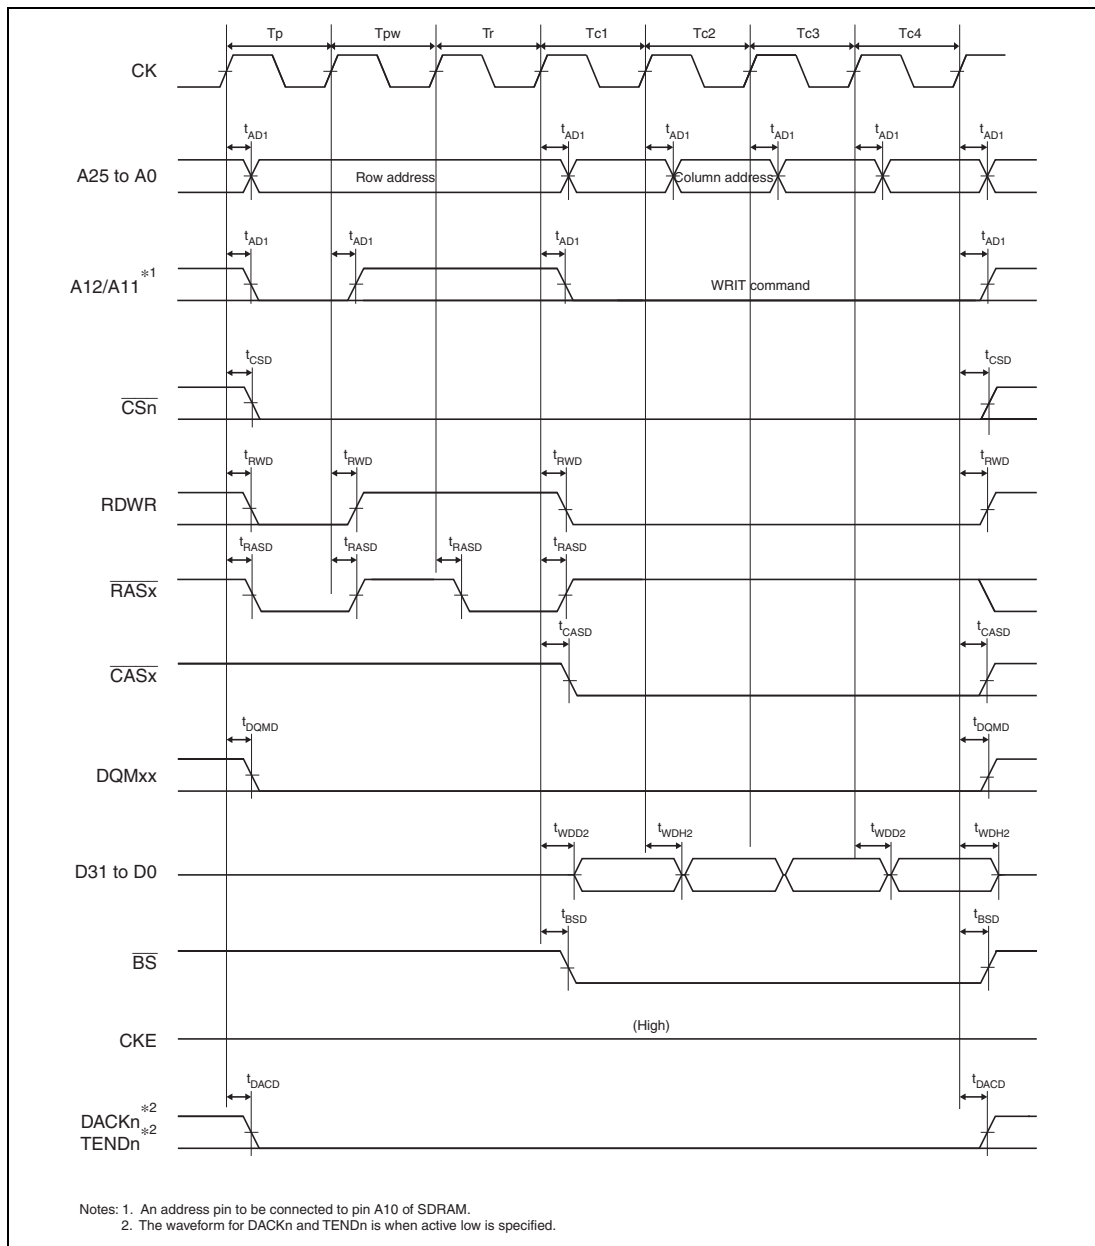 Tp Tpw Tr Tc1 Tc2 Tc3 Tc4
CK
tAD1 tAD1 tAD1 tAD1 tAD1 tAD1
A25 to A0 Row address Column address
tAD1 tAD1 tAD1 tAD1
A12/A11*1 WRIT command
tCSD tCSD
CSn
tRWD tRWD tRWD tRWD
RDWR
tRASD tRASD tRASD tRASD
RASx
tCASD tCASD
CASx
tDQMD tDQMD
DQMxx
tWDD2 tWDH2 tWDD2 tWDH2
D31 to D0
tBSD tBSD
BS
(High)
CKE
tDACD tDACD
DACKn*2
TENDn*2
Notes: 1. An address pin to be connected to pin A10 of SDRAM.
2. The waveform for DACKn and TENDn is when active low is specified.